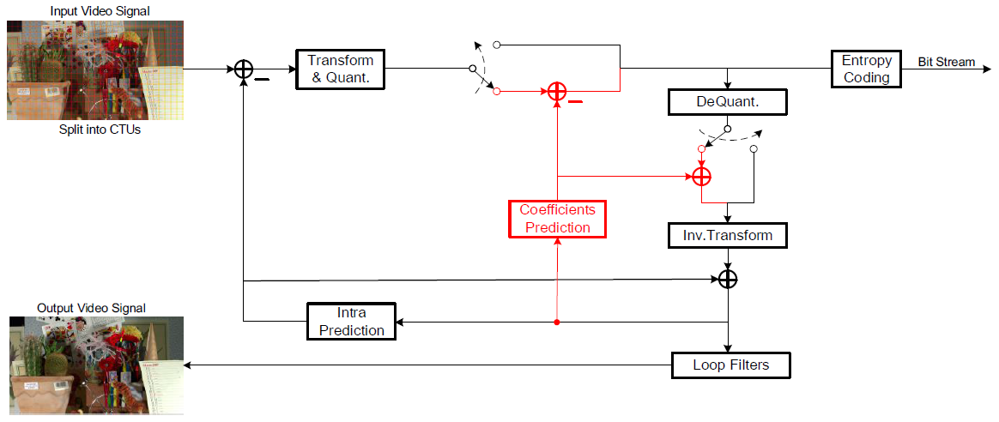 Input Video Signal
Split into CTUs
Transform
& Quant.
Entropy
Coding
Bit Stream
DeQuant.
Coefficients
Prediction
Inv.Transform
Intra
Prediction
Output Video Signal
Loop Filters